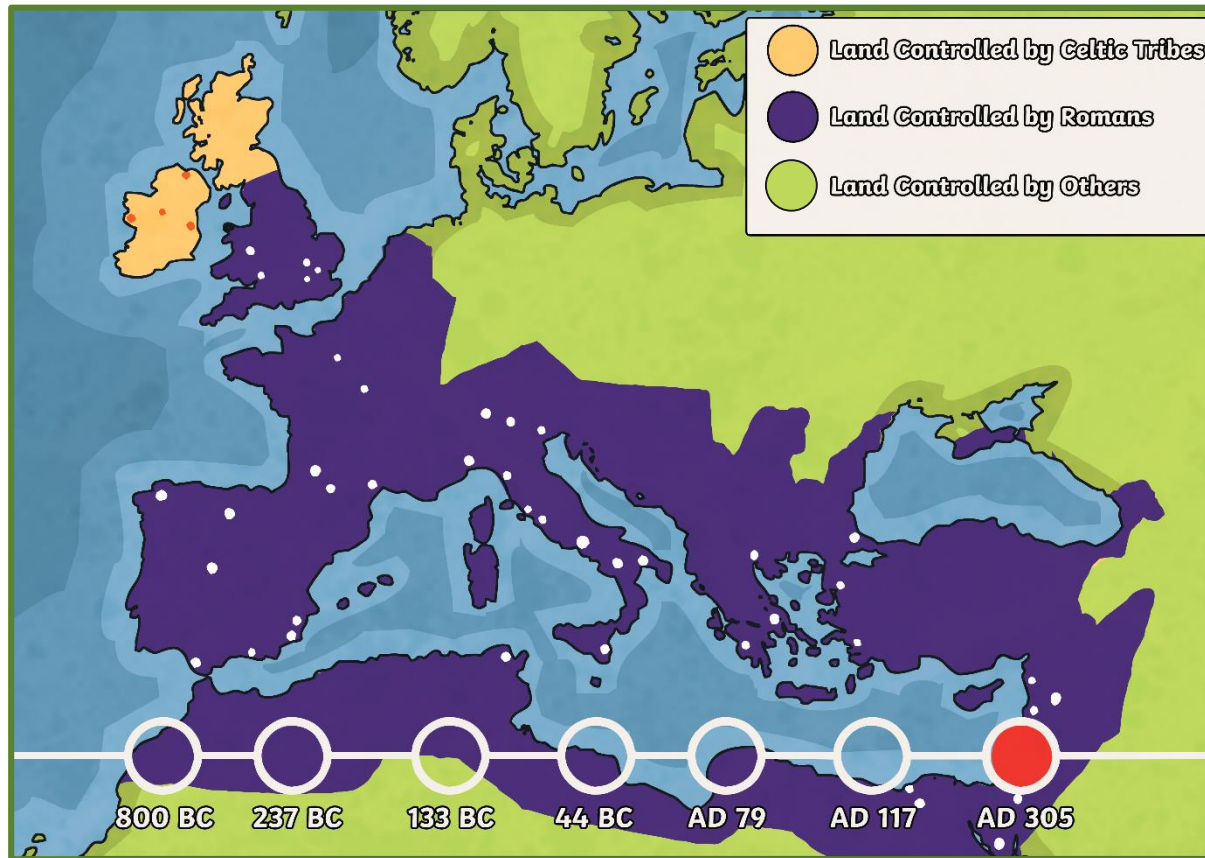 Land Controlled by Celtic Tribes
Land Controlled by Romans
Land Controlled by Others
800 BC
237 BC
133 BC
44 BC
AD 79
AD 117
AD 305